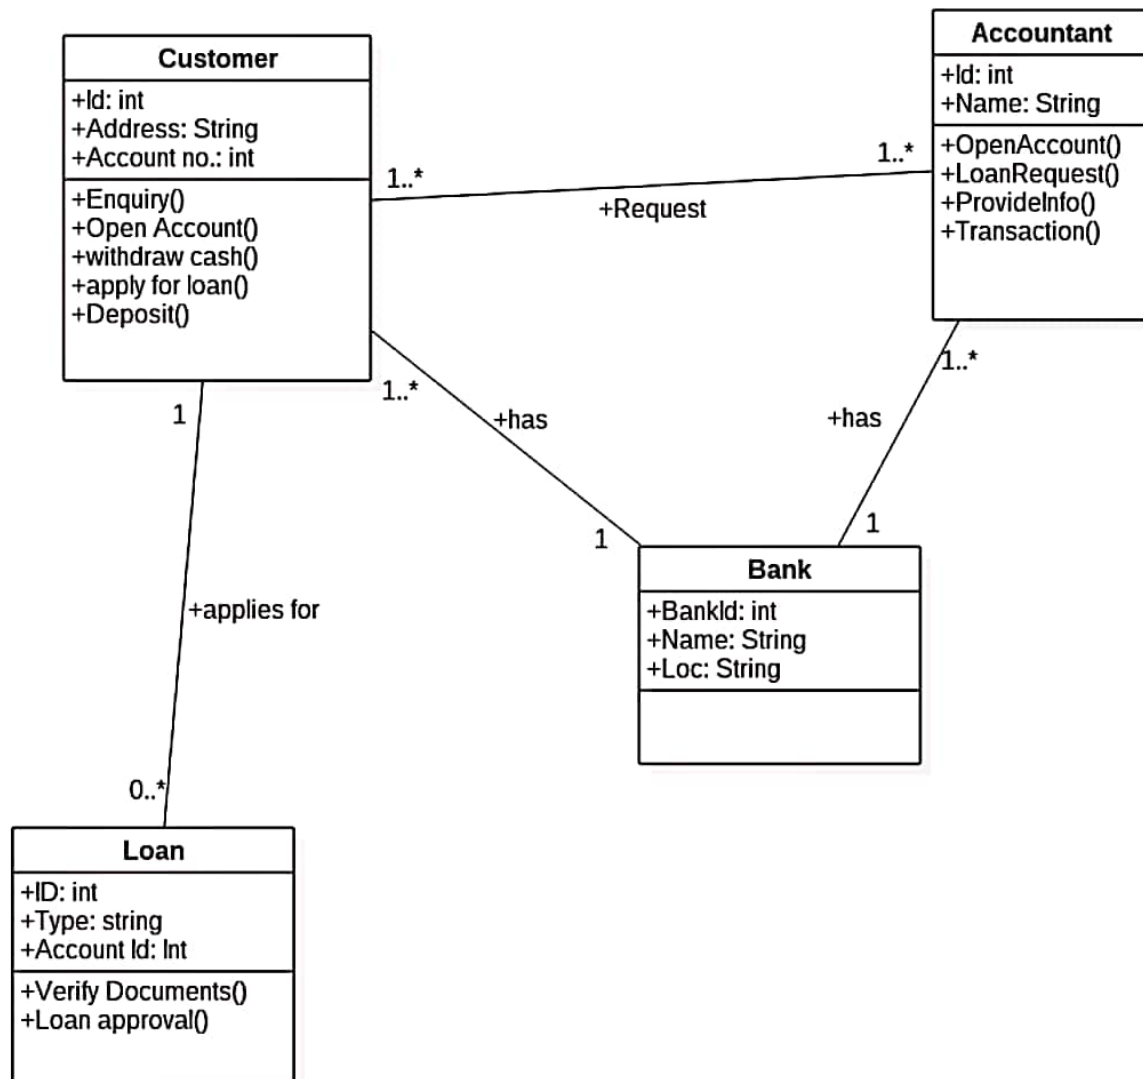 Customer
+Id: int
+Address: String
+Account no.: int
+Enquiry()
+Open Account()
+withdraw cash()
+apply for loan()
+Deposit()
Accountant
+Id: int
+Name: String
+OpenAccount()
+LoanRequest()
+ProvideInfo()
+Transaction()
1..*
1..*
+Request
1..*
+has
1
1..*
+has
1
1
+applies for
0..*
Bank
+BankId: int
+Name: String
+Loc: String
Loan
+ID: int
+Type: string
+Account Id: Int
+Verify Documents()
+Loan approval()